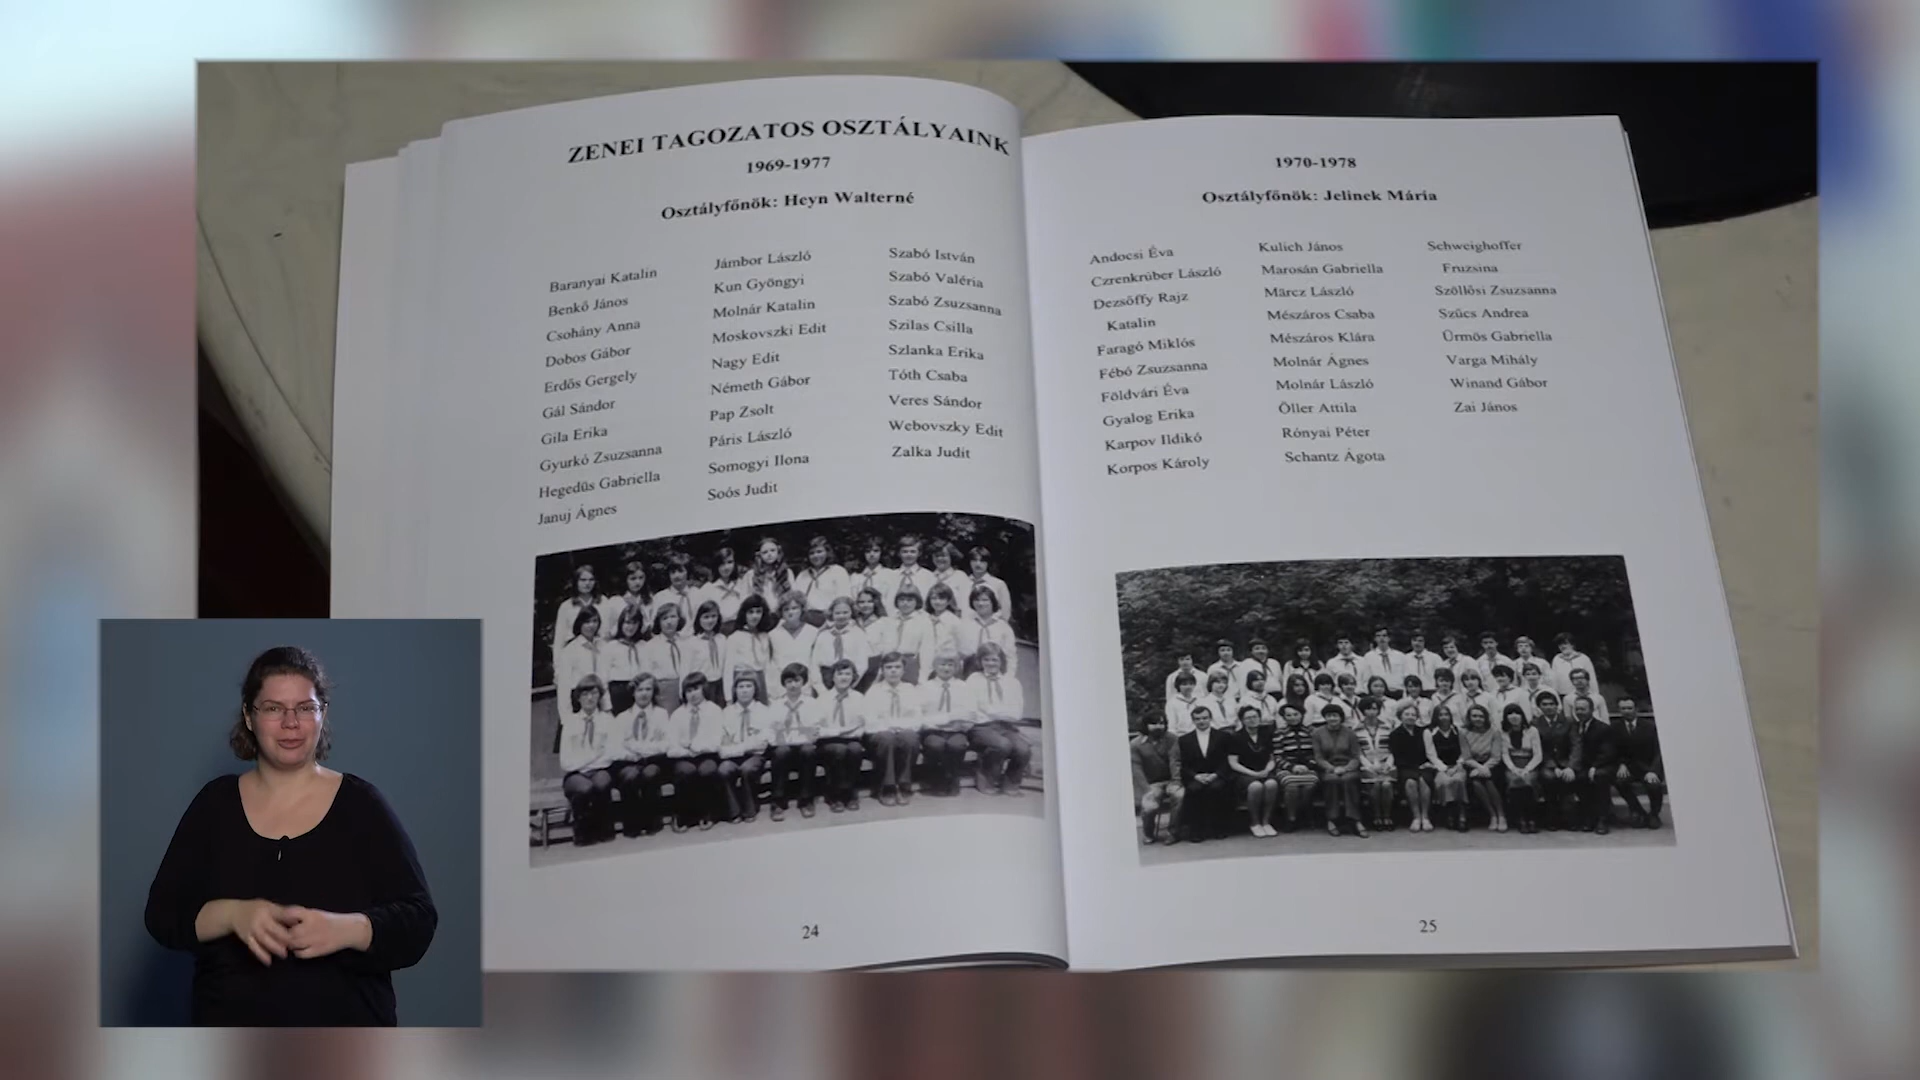 ZENEI TAGOZATOS OSZTÁLYAINK
1969-1977
Osztályfőnök: Heyn Walterné
Baranyai Katalin
Benkő János
Csohány Anna
Dobos Gábor
Erdős Gergely
Gál Sándor
Gila Erika
Gyurkó Zsuzsanna
Hegedüs Gabriella
Januj Ágnes
Jámbor László
Kun Gyöngyi
Molnár Katalin
Moskovszki Edit
Nagy Edit
Németh Gábor
Pap Zsolt
Páris László
Somogyi Ilona
Soós Judit
Szabó István
Szabó Valéria
Szabó Zsuzsanna
Szilas Csilla
Szlanka Erika
Tóth Csaba
Veres Sándor
Webovszky Edit
Zalka Judit
24
1970-1978
Osztályfőnök: Jelinek Mária
Andocsi Éva
Czrenkrúber László
Dezsőffy Rajz
Katalin
Faragó Miklós
Fébó Zsuzsanna
Földvári Éva
Gyalog Erika
Karpov Ildikó
Korpos Károly
Kulich János
Marosán Gabriella
Märcz László
Mészáros Csaba
Mészáros Klára
Molnár Ágnes
Molnár László
Öller Attila
Rónyai Péter
Schantz Ágota
Schweighoffer
Fruzsina
Szöllősi Zsuzsanna
Szűcs Andrea
Ürmös Gabriella
Varga Mihály
Winand Gábor
Zai János
25